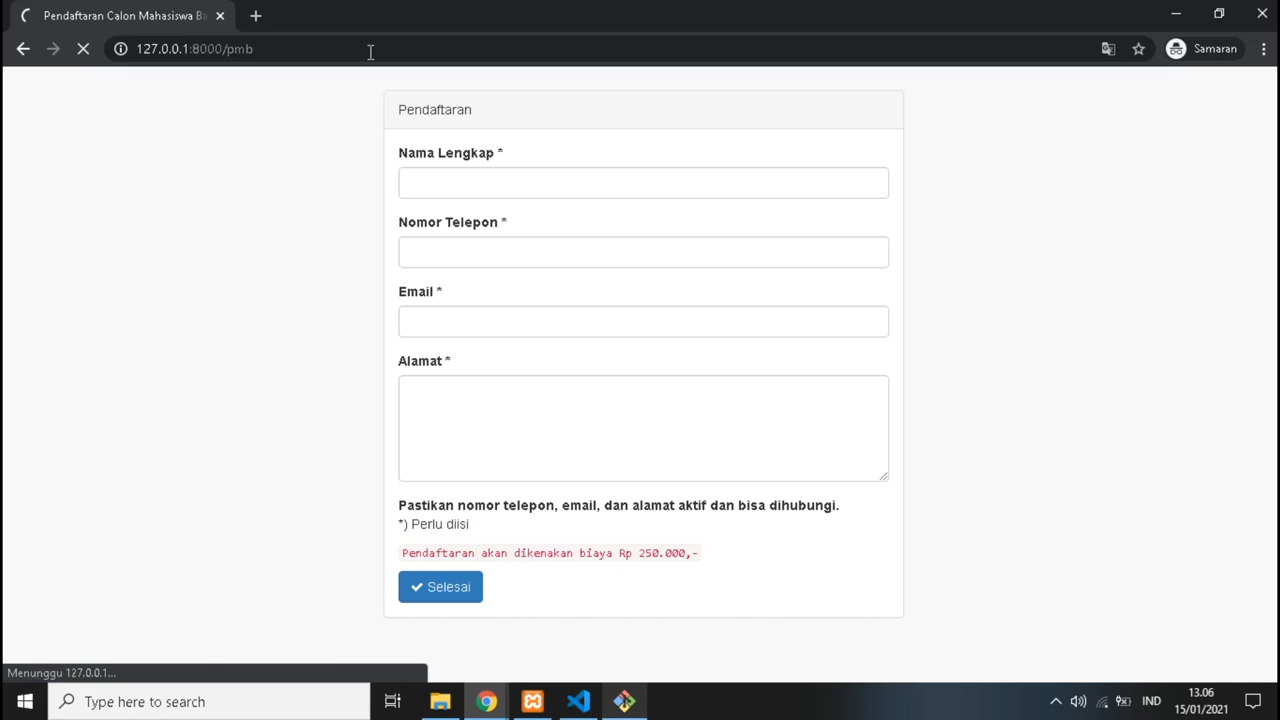 Pendaftaran Calon Mahasiswa Ba
127.0.0.1:8000/pmb
Samaran
Pendaftaran
Nama Lengkap *
Nomor Telepon *
Email *
Alamat *
Pastikan nomor telepon, email, dan alamat aktif dan bisa dihubungi.
*) Perlu diisi
Pendaftaran akan dikenakan biaya Rp 250.000,-
Selesai
Menunggu 127.0.0.1...
Type here to search
IND
13.06
15/01/2021